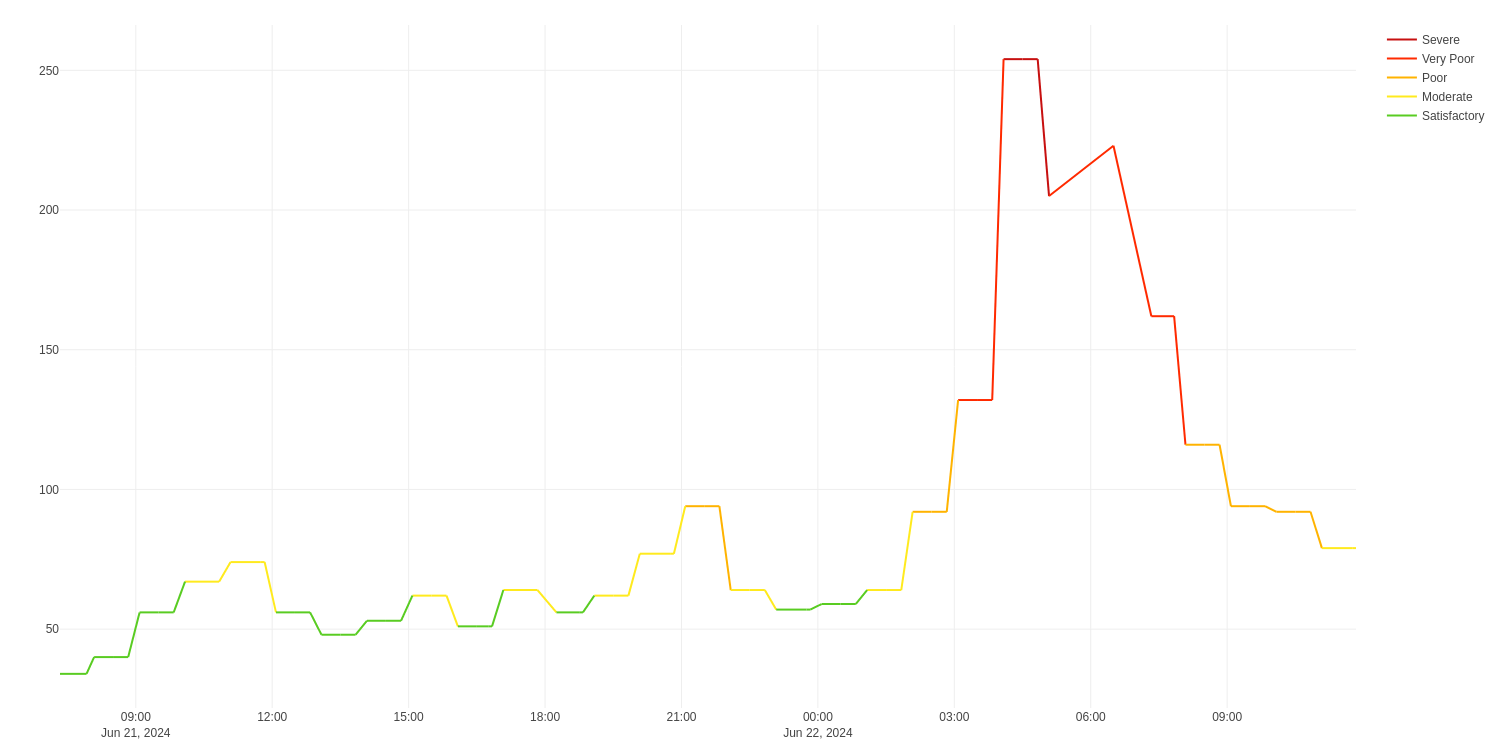 250
200
150
100
50
09:00
Jun 21, 2024
12:00
15:00
18:00
21:00
00:00
Jun 22, 2024
03:00
06:00
09:00
Severe
Very Poor
Poor
Moderate
Satisfactory